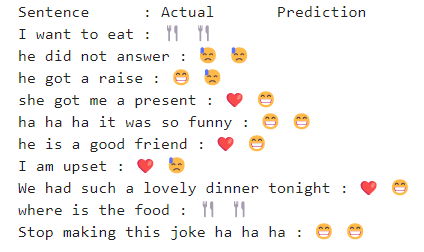 Sentence : Actual Prediction
I want to eat : 🍴 🍴
he did not answer : 😓 😓
he got a raise : 😁 😓
she got me a present : ❤️ 😁
ha ha ha it was so funny : 😁 😁
he is a good friend : ❤️ 😁
I am upset : ❤️ 😓
We had such a lovely dinner tonight : ❤️ 😁
where is the food : 🍴 🍴
Stop making this joke ha ha ha : 😁 😁